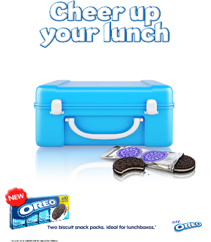 Cheer up
your lunch
NEW
OREO
Two biscuit snack packs. Ideal for lunchboxes.*
OREO